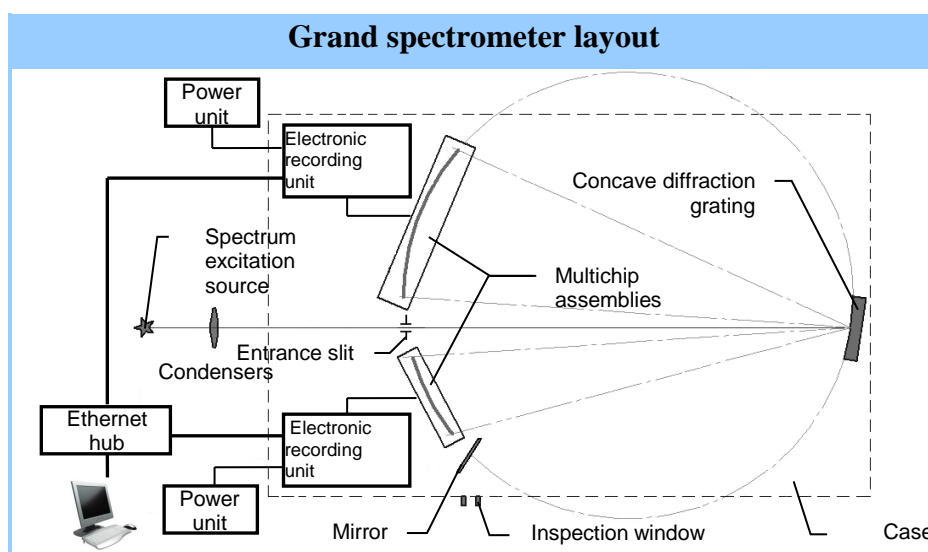 Grand spectrometer layout
Power
unit
Electronic
recording
unit
Concave diffraction
grating
Spectrum
excitation
source
Multichip
assemblies
Entrance slit
Condensers
Ethernet
hub
Electronic
recording
unit
Power
unit
Mirror
Inspection window
Case